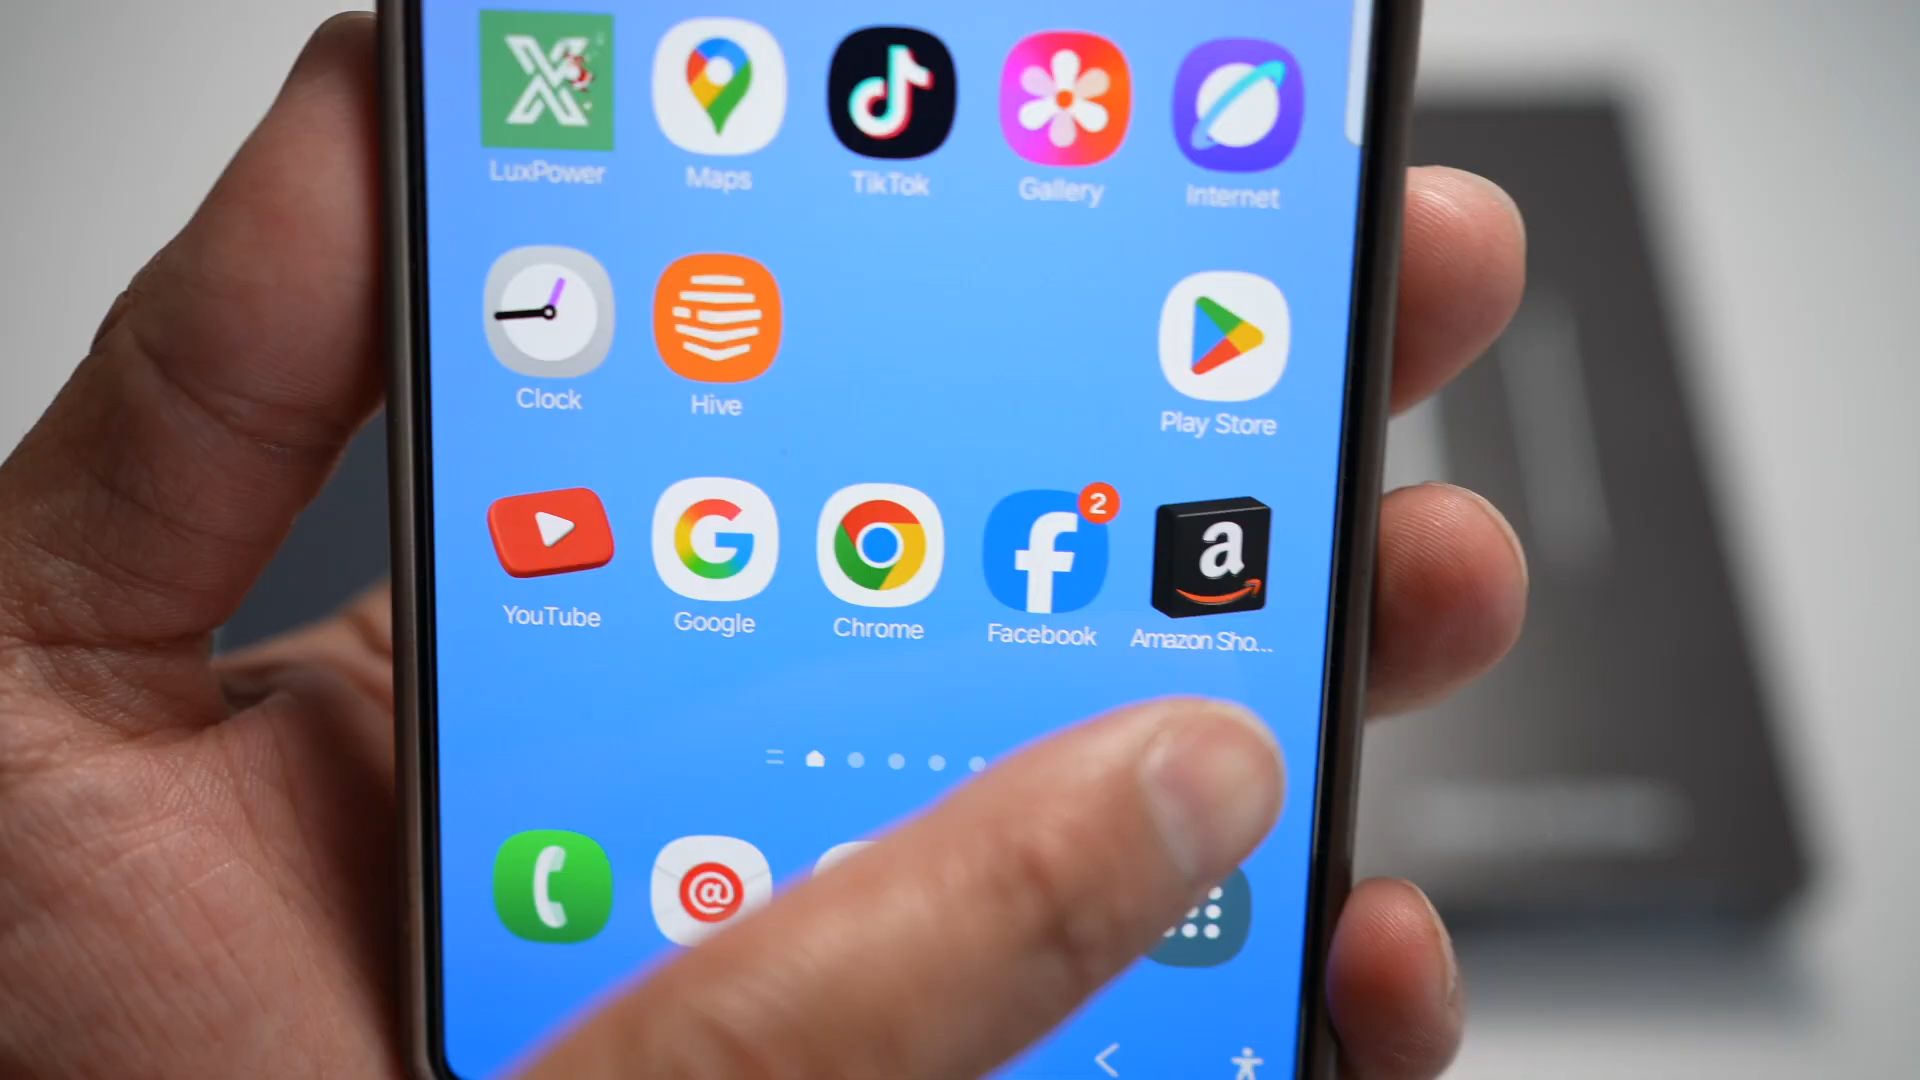 LuxPower
Maps
TikTok
Gallery
Internet
Clock
Hive
Play Store
2
YouTube
Google
Chrome
Facebook
Amazon Sho...